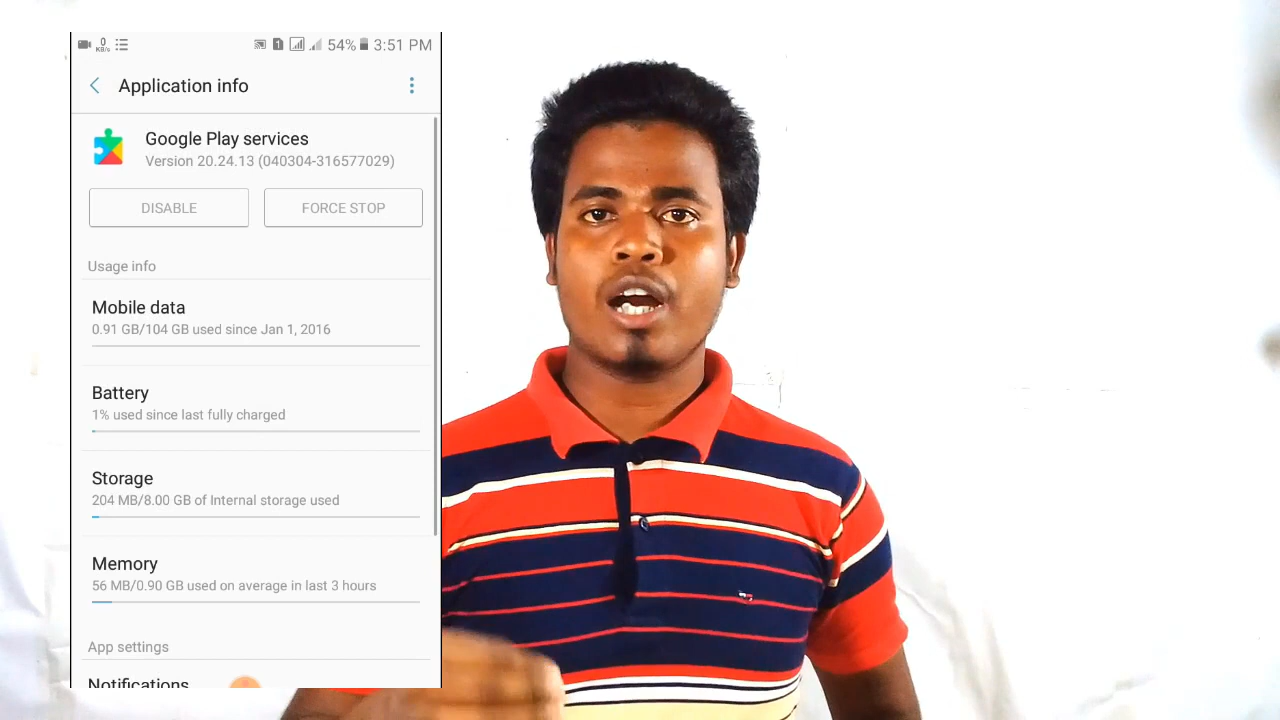 0
KB/s
1
54%
3:51 PM
Application info
Google Play services
Version 20.24.13 (040304-316577029)
DISABLE
FORCE STOP
Usage info
Mobile data
0.91 GB/104 GB used since Jan 1, 2016
Battery
1% used since last fully charged
Storage
204 MB/8.00 GB of Internal storage used
Memory
56 MB/0.90 GB used on average in last 3 hours
App settings
Notifications